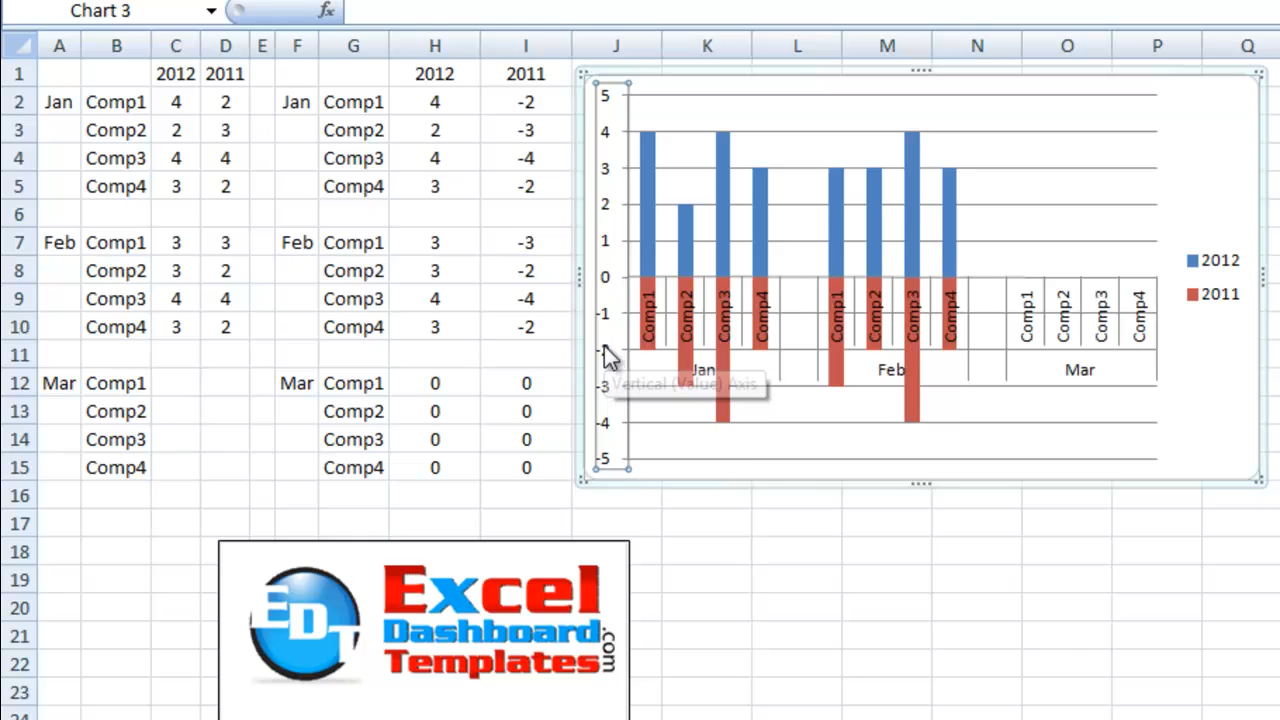 Chart 3 fx
A B C D E F G H I J K L M N O P Q
1 2012 2011 2012 2011
2 Jan Comp1 4 2 Jan Comp1 4 -2
3 Comp2 2 3 Comp2 2 -3
4 Comp3 4 4 Comp3 4 -4
5 Comp4 3 2 Comp4 3 -2
6
7 Feb Comp1 3 3 Feb Comp1 3 -3
8 Comp2 3 2 Comp2 3 -2
9 Comp3 4 4 Comp3 4 -4
10 Comp4 3 2 Comp4 3 -2
11
12 Mar Comp1 Mar Comp1 0 0
13 Comp2 Comp2 0 0
14 Comp3 Comp3 0 0
15 Comp4 Comp4 0 0
16
17
18
19
20
21
22
23
24
5
4
3
2
1
0
-1
-3
-4
-5
Comp1 Comp2 Comp3 Comp4 Comp1 Comp2 Comp3 Comp4 Comp1 Comp2 Comp3 Comp4
Jan Feb Mar
Vertical (Value) Axis
2012
2011
EDT
Excel
Dashboard
Templates
.com